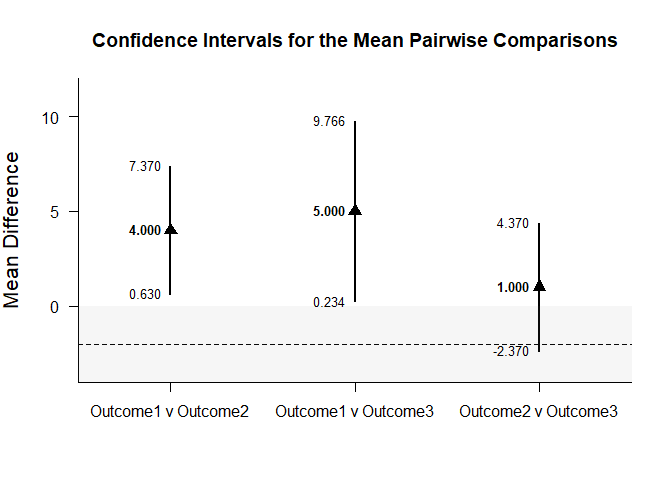 Confidence Intervals for the Mean Pairwise Comparisons
Mean Difference
10
5
0
7.370
4.000
0.630
9.766
5.000
0.234
4.370
1.000
-2.370
Outcome1 v Outcome2
Outcome1 v Outcome3
Outcome2 v Outcome3